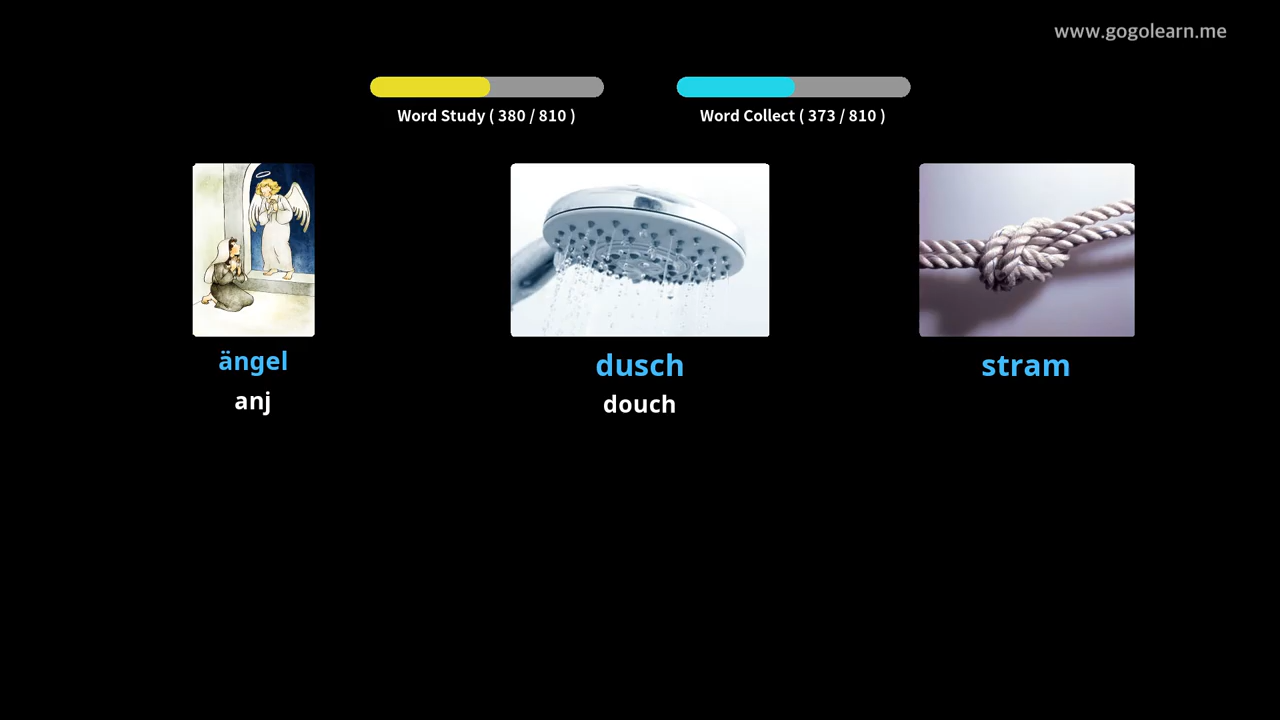 www.gogolearn.me
Word Study ( 380 / 810 )
Word Collect ( 373 / 810 )
ängel
anj
dusch
douch
stram